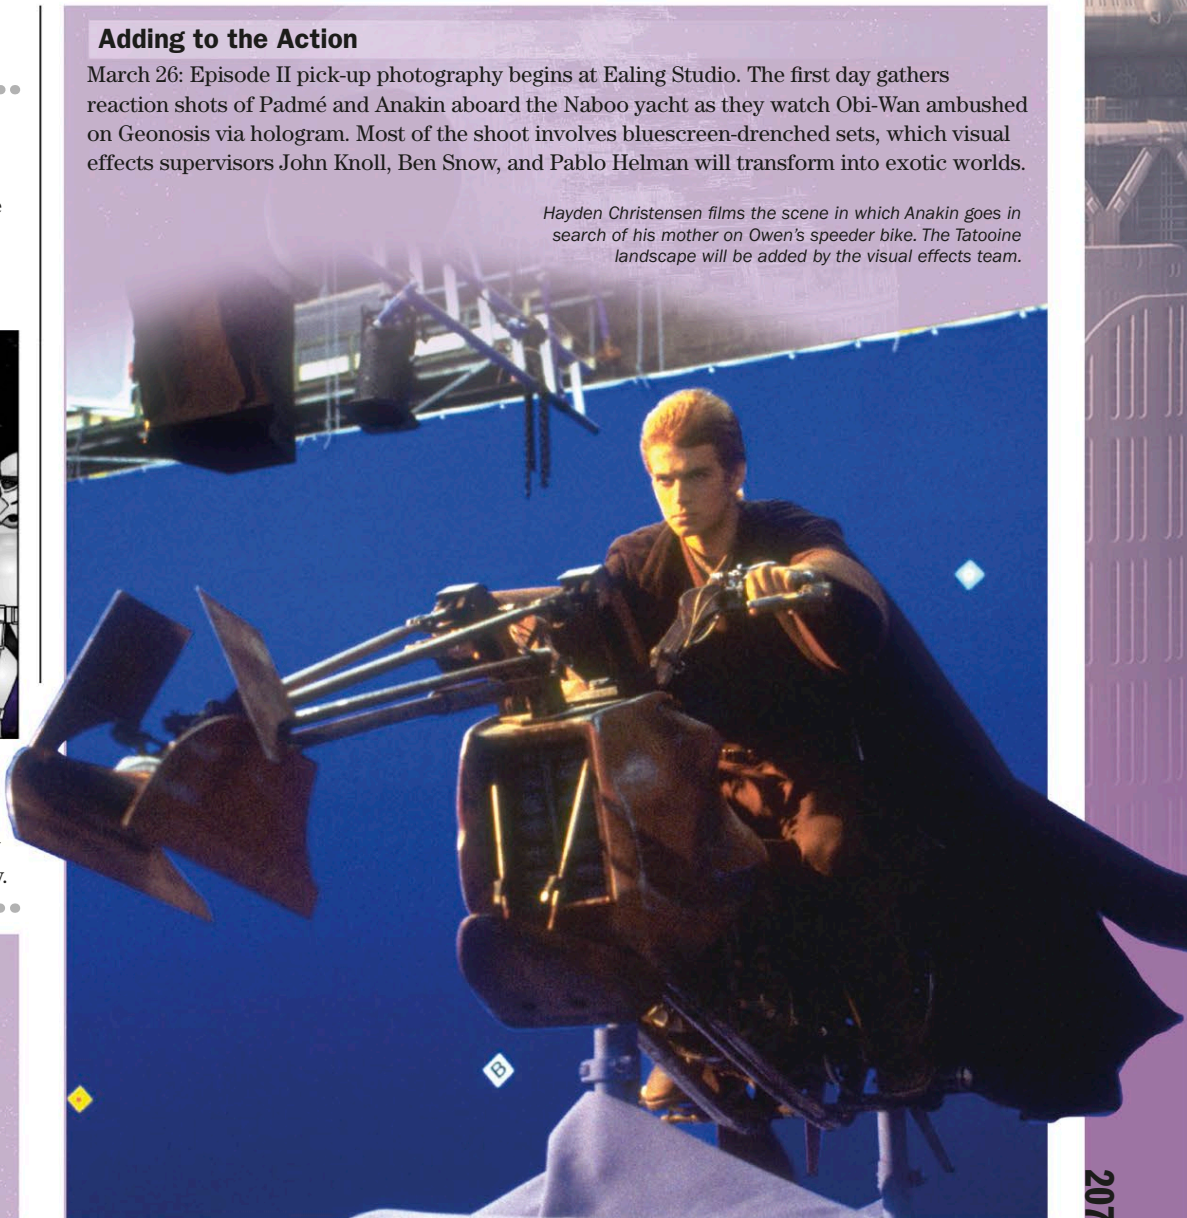 Adding to the Action
March 26: Episode II pick-up photography begins at Ealing Studio. The first day gathers
reaction shots of Padmé and Anakin aboard the Naboo yacht as they watch Obi-Wan ambushed
on Geonosis via hologram. Most of the shoot involves bluescreen-drenched sets, which visual
effects supervisors John Knoll, Ben Snow, and Pablo Helman will transform into exotic worlds.
Hayden Christensen films the scene in which Anakin goes in
search of his mother on Owen's speeder bike. The Tatooine
landscape will be added by the visual effects team.
B
207